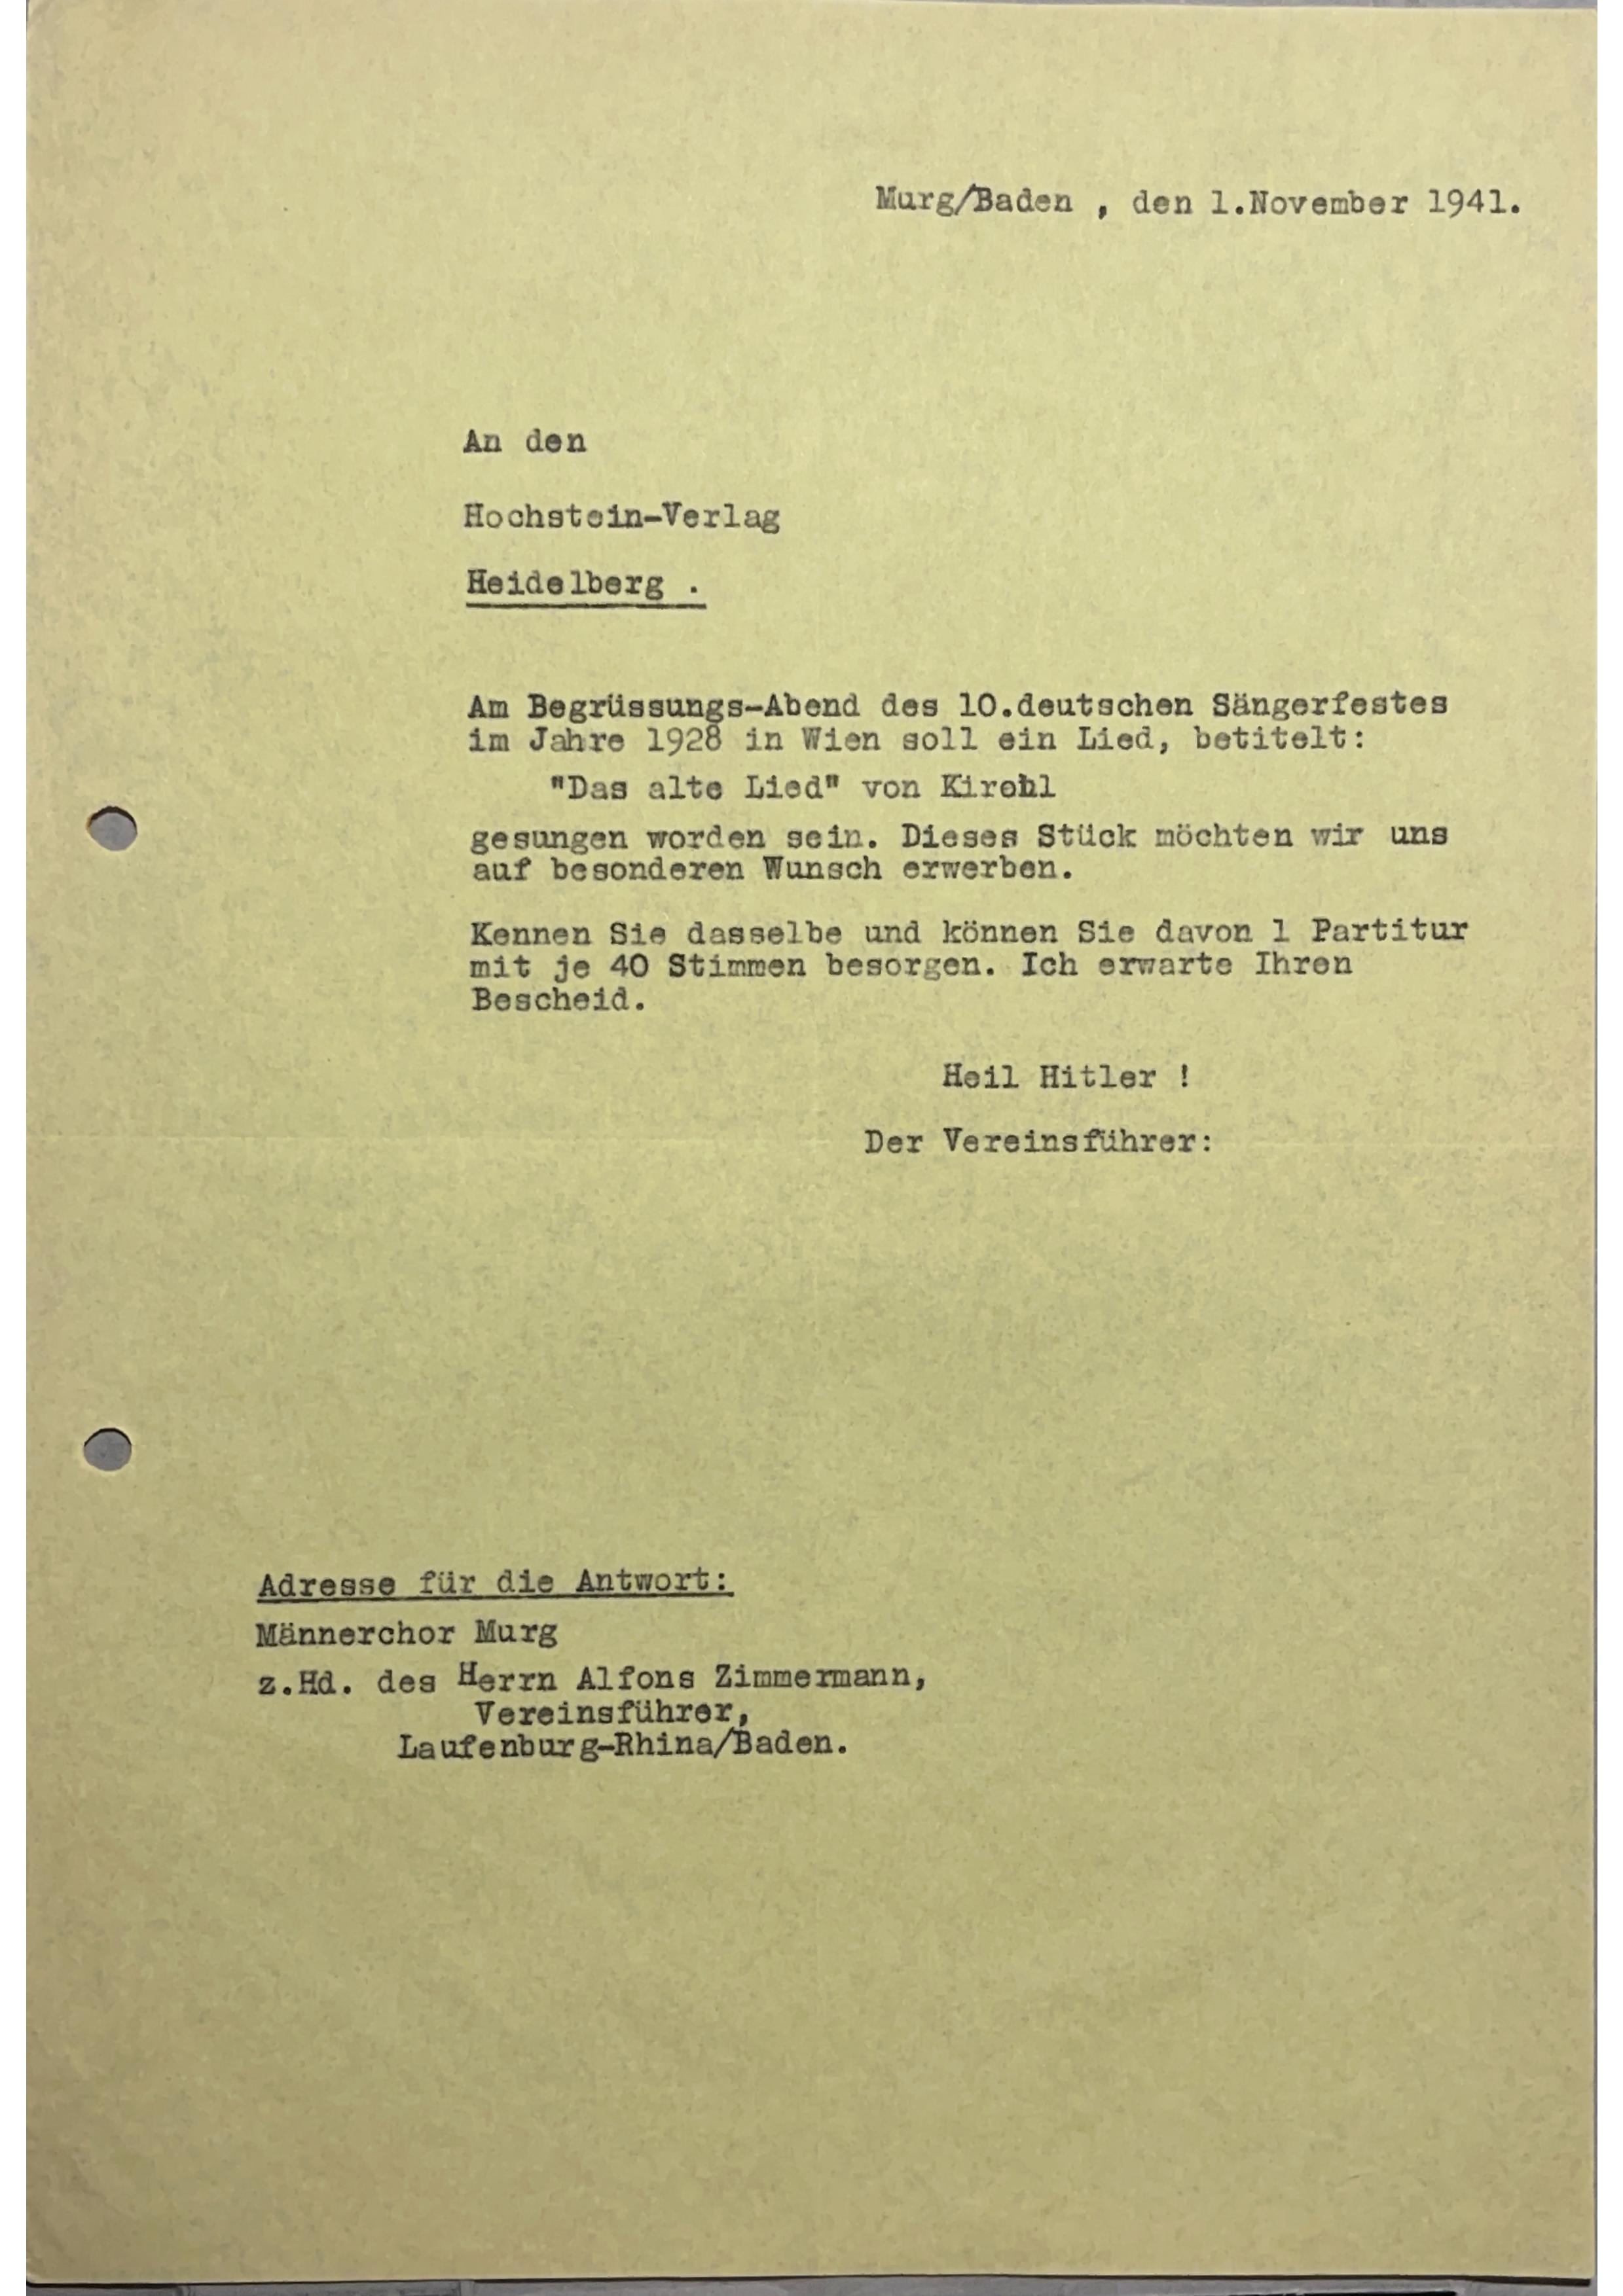 Murg/Baden , den 1.November 1941.
An den
Hochstein-Verlag
Heidelberg .
Am Begrüssungs-Abend des 10.deutschen Sängerfestes
im Jahre 1928 in Wien soll ein Lied, betitelt:
"Das alte Lied" von Kirchl
gesungen worden sein. Dieses Stück möchten wir uns
auf besonderen Wunsch erwerben.
Kennen Sie dasselbe und können Sie davon 1 Partitur
mit je 40 Stimmen besorgen. Ich erwarte Ihren
Bescheid.
Heil Hitler !
Der Vereinsführer:
Adresse für die Antwort:
Männerchor Murg
z.Hd. des Herrn Alfons Zimmermann,
Vereinsführer,
Laufenburg-Rhina/Baden.